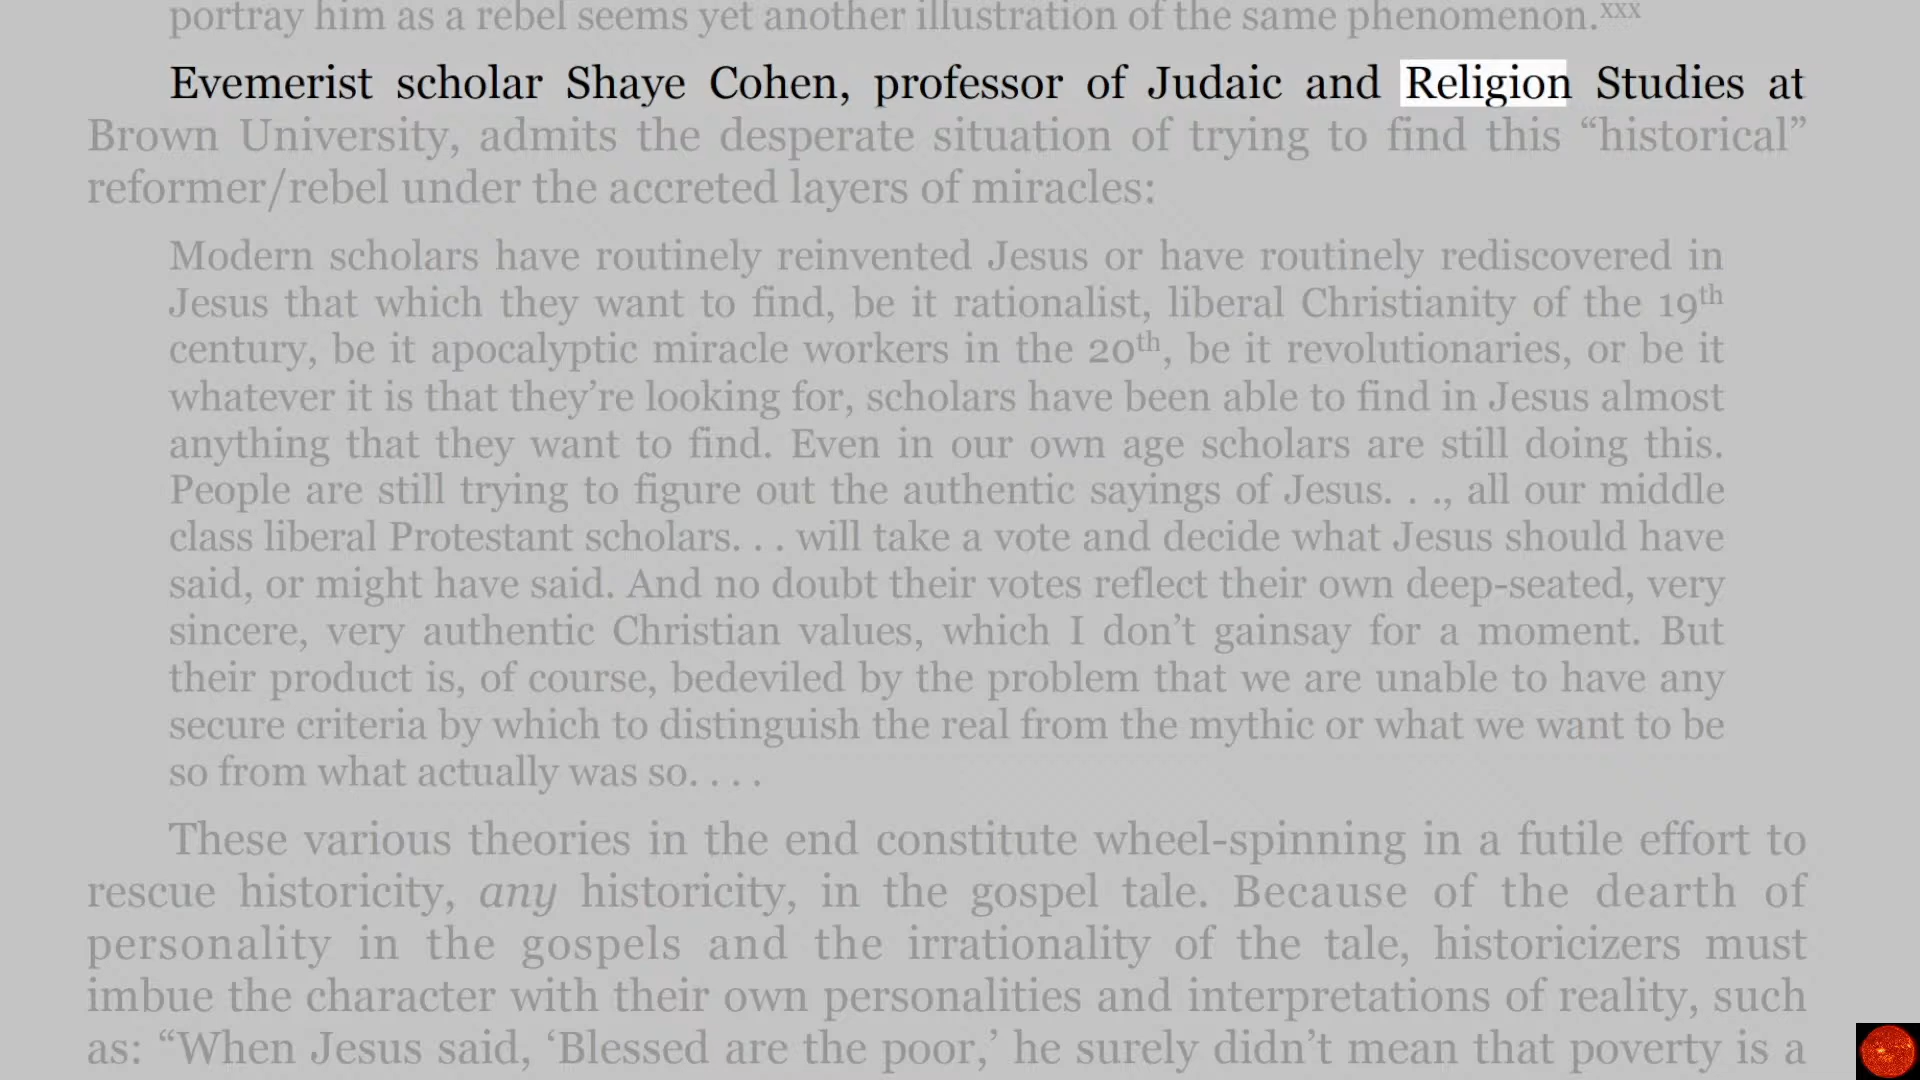 portray him as a rebel seems yet another illustration of the same phenomenon.xxx
Evemerist scholar Shaye Cohen, professor of Judaic and Religion Studies at
Brown University, admits the desperate situation of trying to find this “historical”
reformer/rebel under the accreted layers of miracles:
Modern scholars have routinely reinvented Jesus or have routinely rediscovered in
Jesus that which they want to find, be it rationalist, liberal Christianity of the 19th
century, be it apocalyptic miracle workers in the 20th, be it revolutionaries, or be it
whatever it is that they’re looking for, scholars have been able to find in Jesus almost
anything that they want to find. Even in our own age scholars are still doing this.
People are still trying to figure out the authentic sayings of Jesus. . ., all our middle
class liberal Protestant scholars. . . will take a vote and decide what Jesus should have
said, or might have said. And no doubt their votes reflect their own deep-seated, very
sincere, very authentic Christian values, which I don’t gainsay for a moment. But
their product is, of course, bedeviled by the problem that we are unable to have any
secure criteria by which to distinguish the real from the mythic or what we want to be
so from what actually was so. . . .
These various theories in the end constitute wheel-spinning in a futile effort to
rescue historicity, any historicity, in the gospel tale. Because of the dearth of
personality in the gospels and the irrationality of the tale, historicizers must
imbue the character with their own personalities and interpretations of reality, such
as: “When Jesus said, ‘Blessed are the poor,’ he surely didn’t mean that poverty is a